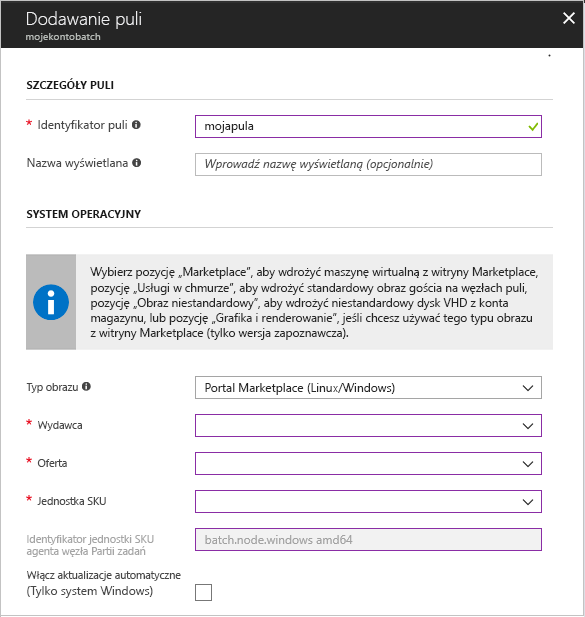 Dodawanie puli
mojekontobatch
SZCZEGÓŁY PULI
* Identyfikator puli
mojapula
Nazwa wyświetlana
Wprowadź nazwę wyświetlaną (opcjonalnie)
SYSTEM OPERACYJNY
Wybierz pozycję „Marketplace”, aby wdrożyć maszynę wirtualną z witryny Marketplace,
pozycję „Usługi w chmurze”, aby wdrożyć standardowy obraz gościa na węzłach puli,
pozycję „Obraz niestandardowy”, aby wdrożyć niestandardowy dysk VHD z konta
magazynu, lub pozycję „Grafika i renderowanie”, jeśli chcesz używać tego typu obrazu
z witryny Marketplace (tylko wersja zapoznawcza).
Typ obrazu
Portal Marketplace (Linux/Windows)
* Wydawca
* Oferta
* Jednostka SKU
Identyfikator jednostki SKU
agenta węzła Partii zadań
batch.node.windows amd64
Włącz aktualizacje automatyczne
(Tylko system Windows)